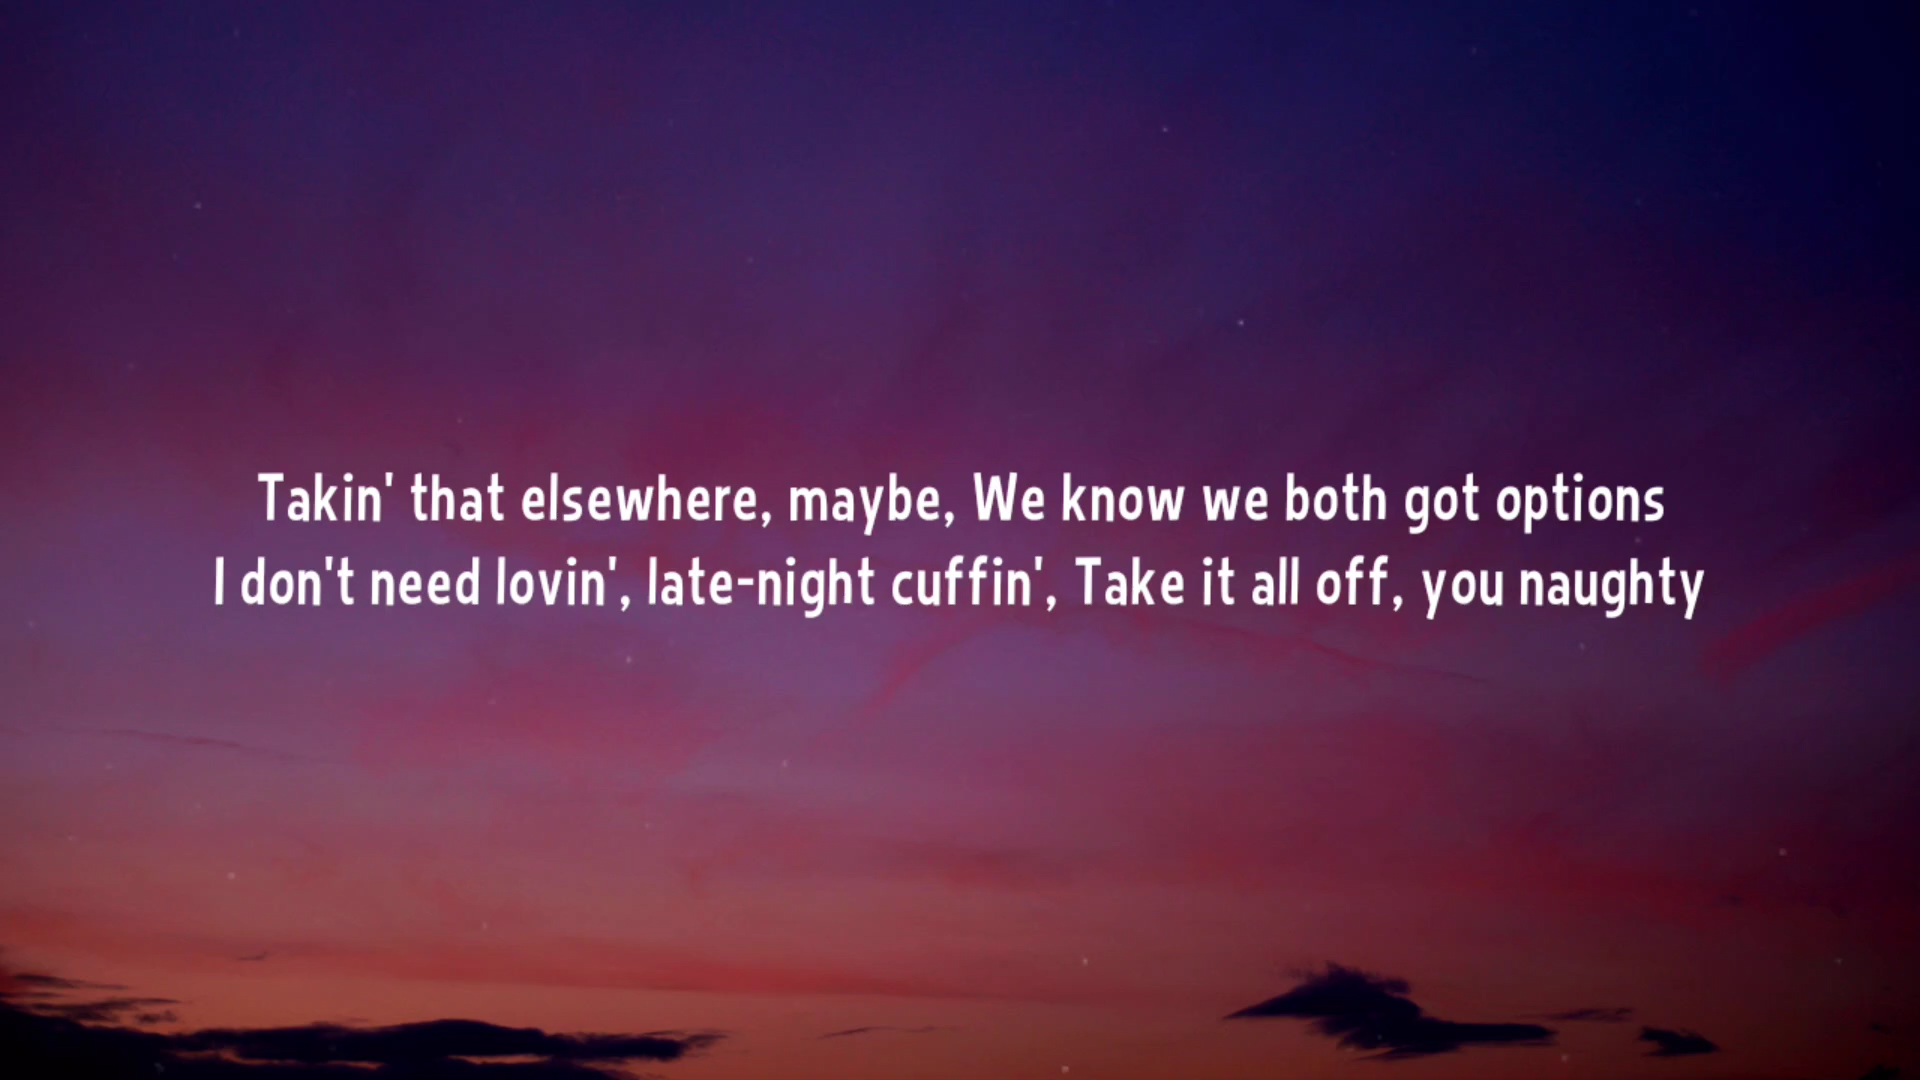 Takin' that elsewhere, maybe, We know we both got options
I don't need lovin', late-night cuffin', Take it all off, you naughty